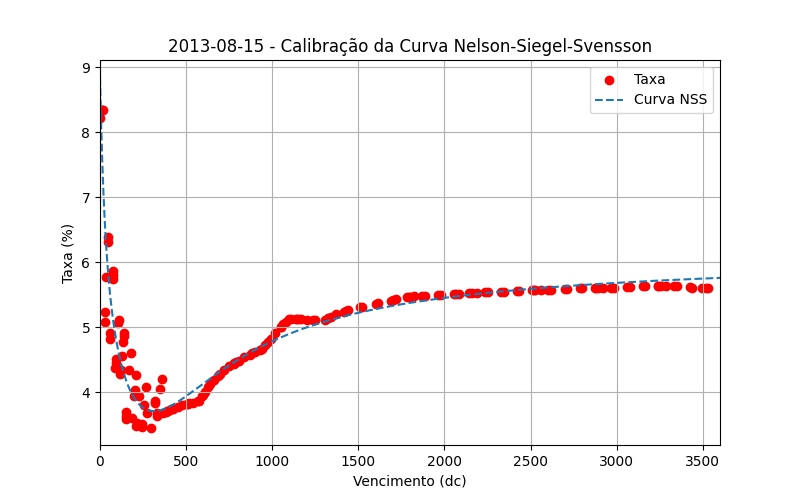 2013-08-15 - Calibração da Curva Nelson-Siegel-Svensson
Taxa
Curva NSS
Taxa (%)
9
8
7
6
5
4
0 500 1000 1500 2000 2500 3000 3500
Vencimento (dc)